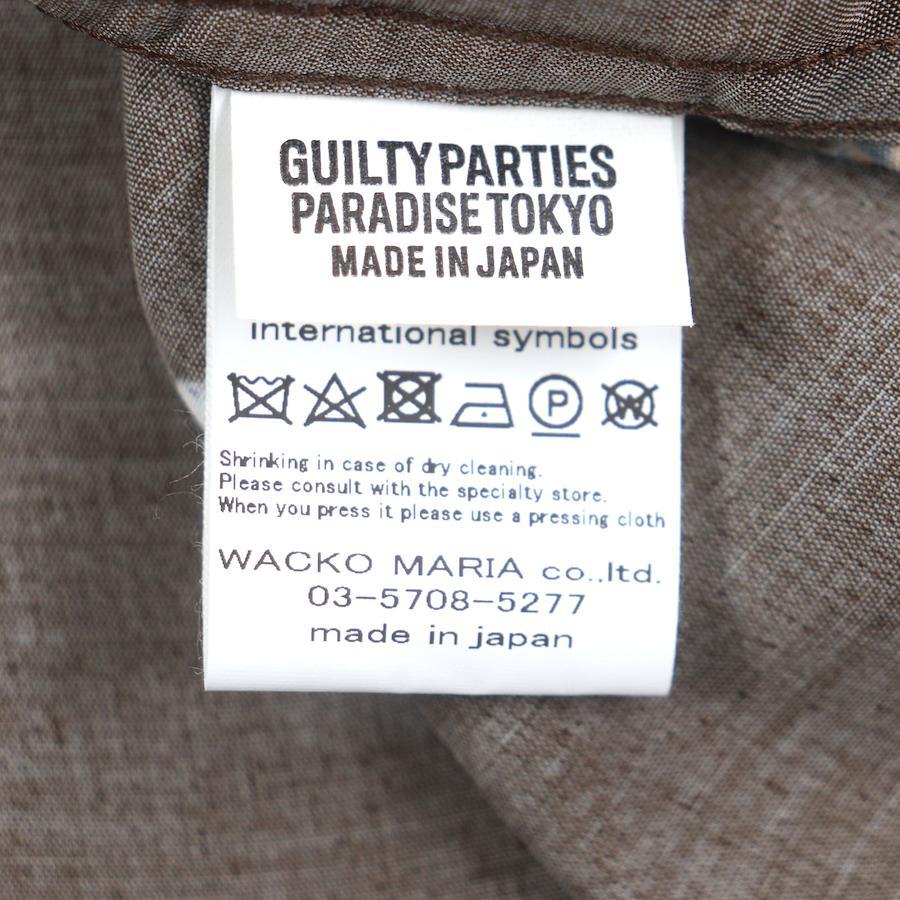 GUILTY PARTIES
PARADISE TOKYO
MADE IN JAPAN
international symbols
P W
Shrinking in case of dry cleaning.
Please consult with the specialty store.
When you press it please use a pressing cloth
WACKO MARIA co.,ltd.
03-5708-5277
made in japan